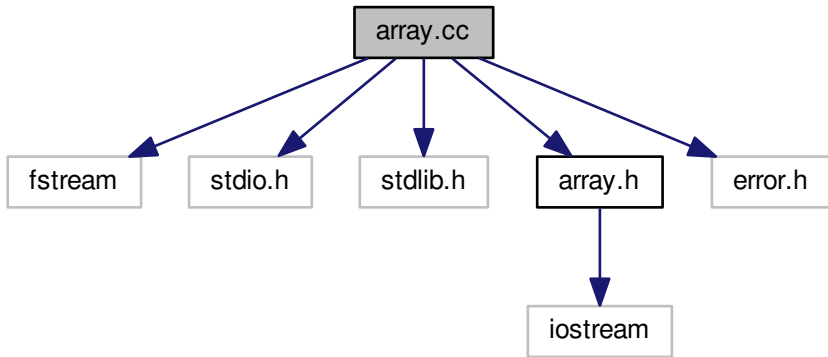 array.cc
fstream
stdio.h
stdlib.h
array.h
error.h
iostream